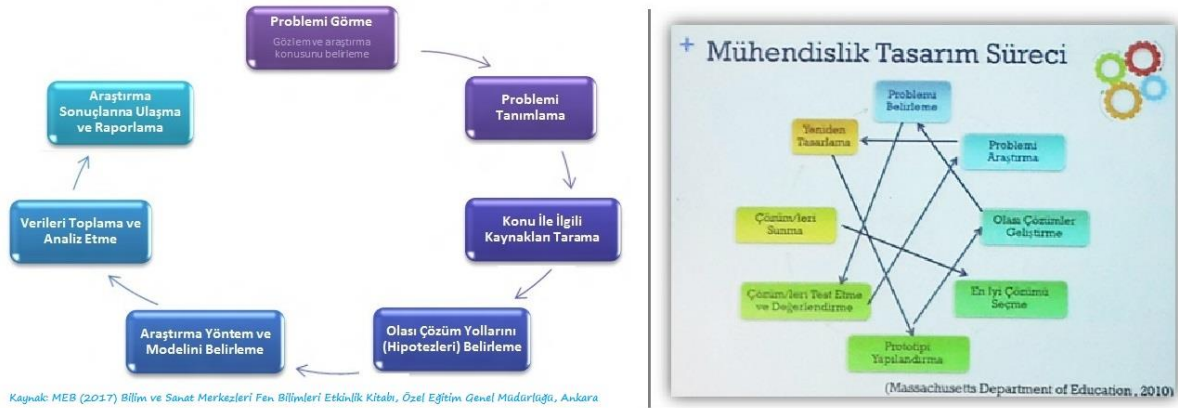 Problemi Görme
Gözlem ve araştırma
konusunu belirleme
Problemi
Tanımlama
Konu İle İlgili
Kaynakları Tarama
Olası Çözüm Yollarını
(Hipotezleri) Belirleme
Araştırma Yöntem ve
Modelini Belirleme
Verileri Toplama ve
Analiz Etme
Araştırma
Sonuçlarına Ulaşma
ve Raporlama
Kaynak: MEB (2017) Bilim ve Sanat Merkezleri Fen Bilimleri Etkinlik Kitabı, Özel Eğitim Genel Müdürlüğü, Ankara
+ Mühendislik Tasarım Süreci
Problemi
Belirleme
Problemi
Araştırma
Olası Çözümler
Geliştirme
En İyi Çözümü
Seçme
Prototipi
Yapılandırma
Çözüm/leri Test Etme
ve Değerlendirme
Çözüm/leri
Sunma
Yeniden
Tasarlama
(Massachusetts Department of Education, 2010)